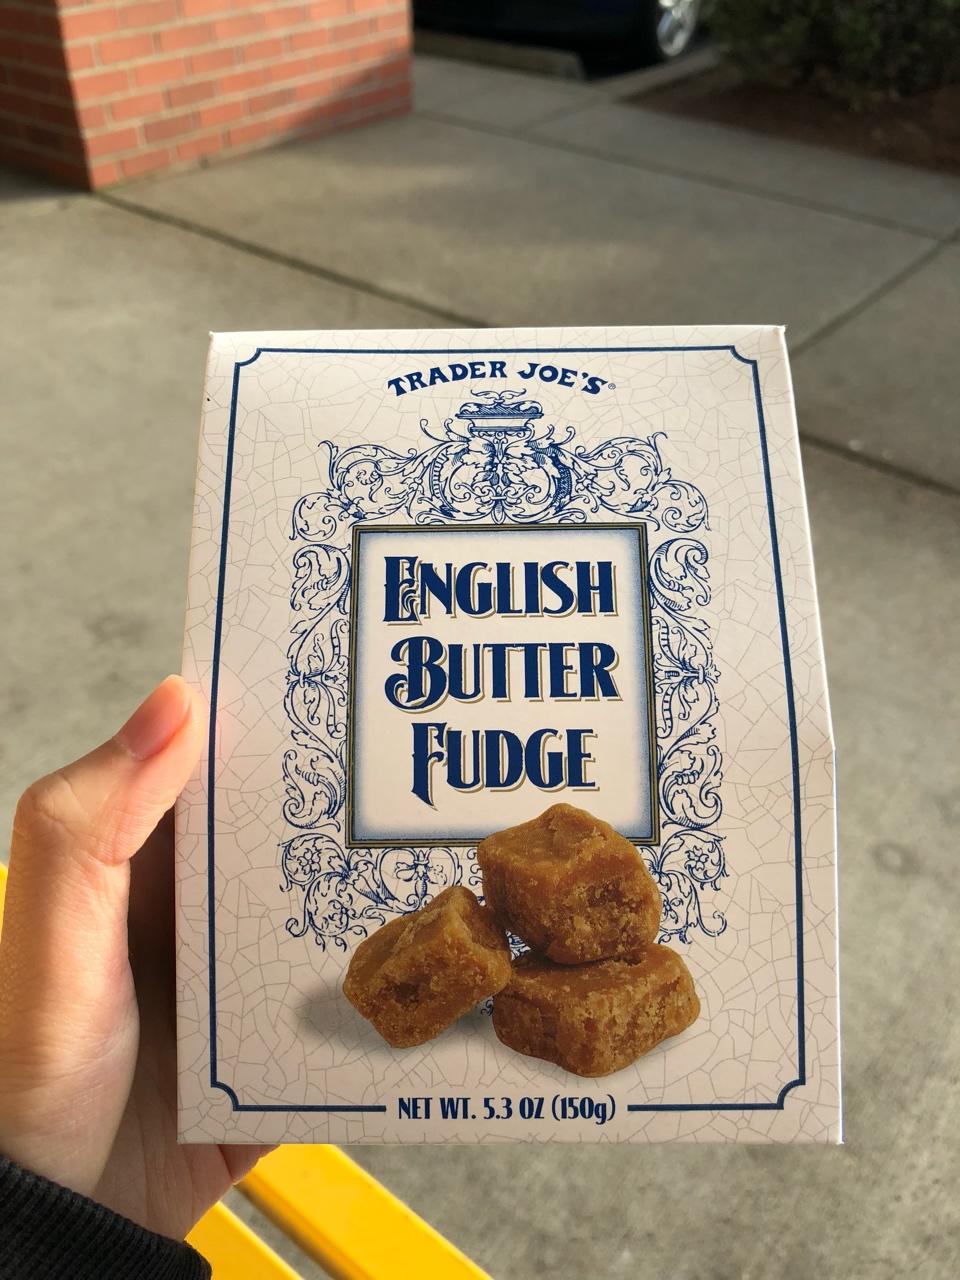 TRADER JOE'S®
ENGLISH
BUTTER
FUDGE
NET WT. 5.3 OZ (150g)